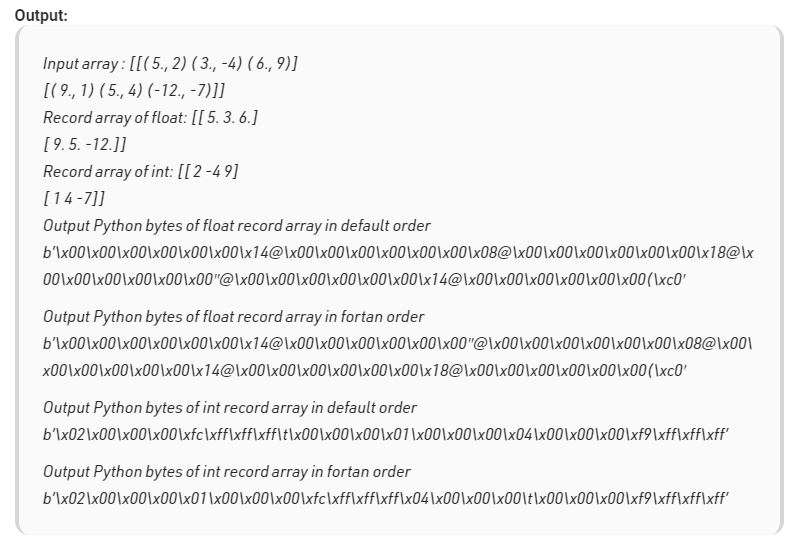 Output:
Input array : [[( 5., 2) ( 3., -4) ( 6., 9)]
[( 9., 1) ( 5., 4) (-12., -7)]]
Record array of float: [[ 5. 3. 6.]
[ 9. 5. -12.]]
Record array of int: [[ 2 -4 9]
[ 1 4 -7]]
Output Python bytes of float record array in default order
b'\x00\x00\x00\x00\x00\x00\x14@\x00\x00\x00\x00\x00\x00\x08@\x00\x00\x00\x00\x00\x00\x18@\x
00\x00\x00\x00\x00\x00"@\x00\x00\x00\x00\x00\x00\x14@\x00\x00\x00\x00\x00\x00(\xc0'
Output Python bytes of float record array in fortan order
b'\x00\x00\x00\x00\x00\x00\x14@\x00\x00\x00\x00\x00\x00"@\x00\x00\x00\x00\x00\x00\x08@\x00\
x00\x00\x00\x00\x00\x14@\x00\x00\x00\x00\x00\x00\x18@\x00\x00\x00\x00\x00\x00(\xc0'
Output Python bytes of int record array in default order
b'\x02\x00\x00\x00\xfc\xff\xff\xff\t\x00\x00\x00\x01\x00\x00\x00\x04\x00\x00\x00\xf9\xff\xff\xff'
Output Python bytes of int record array in fortan order
b'\x02\x00\x00\x00\x01\x00\x00\x00\xfc\xff\xff\xff\x04\x00\x00\x00\t\x00\x00\x00\xf9\xff\xff\xff'